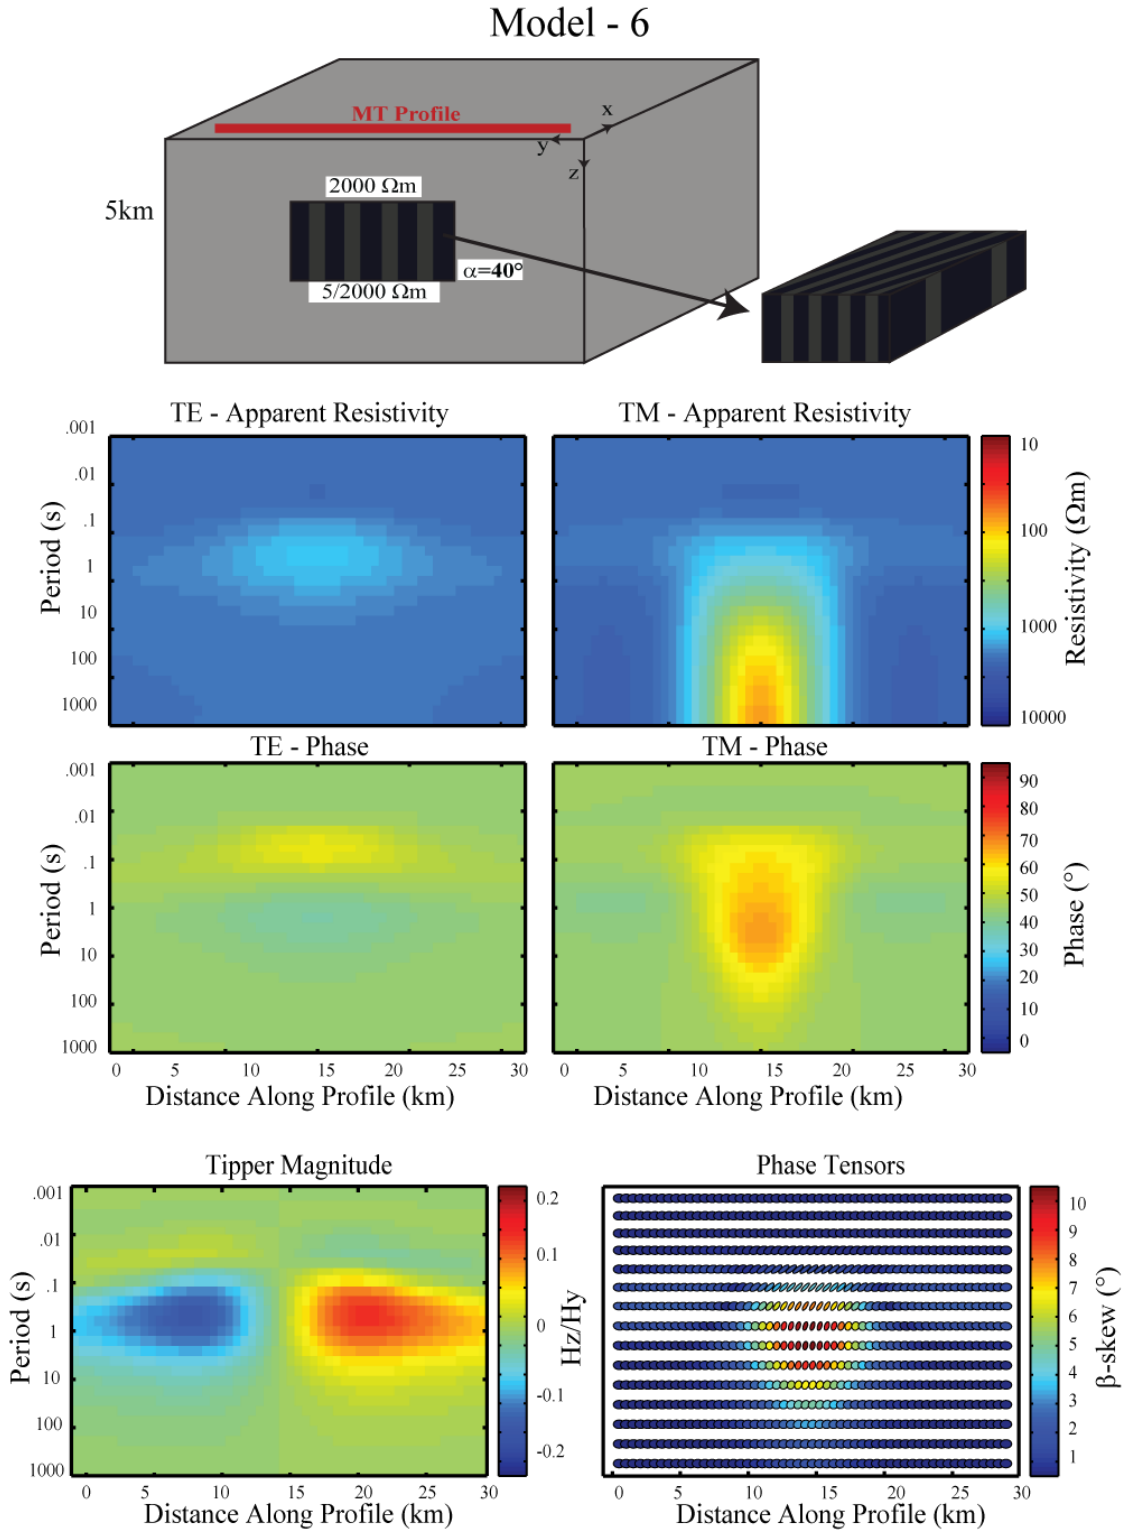 Model - 6
MT Profile
x
y
z
2000 Ωm
5km
α=40°
5/2000 Ωm
TE - Apparent Resistivity
TM - Apparent Resistivity
.001
.01
.1
1
10
100
1000
Period (s)
10
100
1000
10000
Resistivity (Ωm)
TE - Phase
TM - Phase
.001
.01
.1
1
10
100
1000
Period (s)
90
80
70
60
50
40
30
20
10
0
Phase (°)
0 5 10 15 20 25 30
0 5 10 15 20 25 30
Distance Along Profile (km)
Distance Along Profile (km)
Tipper Magnitude
Phase Tensors
.001
.01
.1
1
10
100
1000
Period (s)
0.2
0.1
0
-0.1
-0.2
Hz/Hy
10
9
8
7
6
5
4
3
2
1
β-skew (°)
0 5 10 15 20 25 30
0 5 10 15 20 25 30
Distance Along Profile (km)
Distance Along Profile (km)